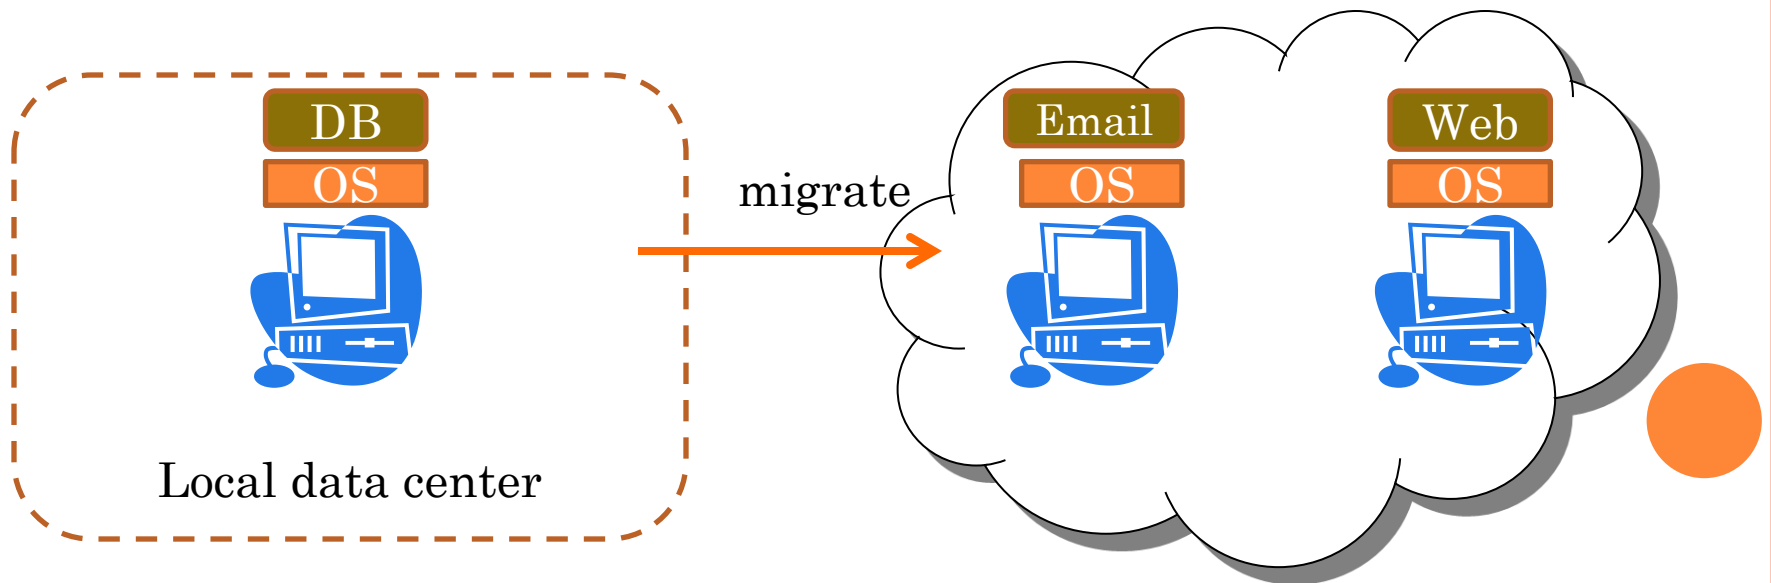 DB
OS
Local data center
migrate
Email
OS
Web
OS